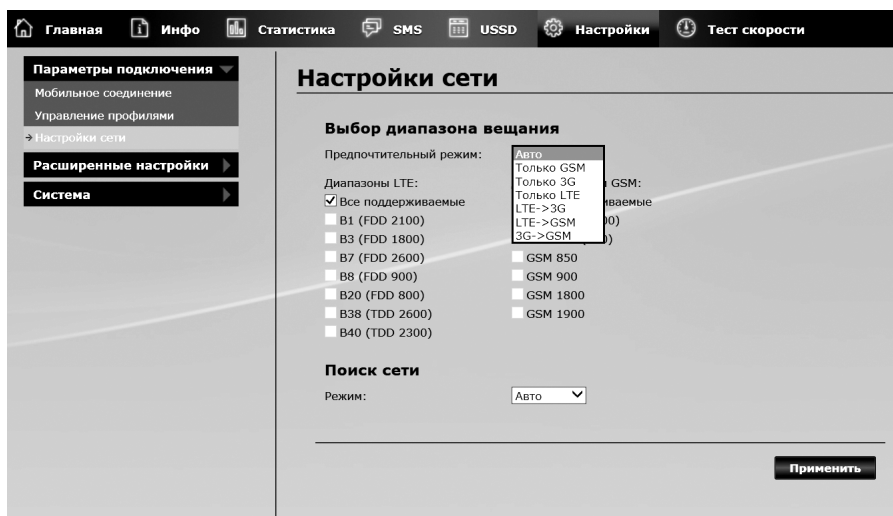 Главная Инфо Статистика SMS USSD Настройки Тест скорости
Параметры подключения
Мобильное соединение
Управление профилями
Настройки сети
Расширенные настройки
Система
Настройки сети
Выбор диапазона вещания
Предпочтительный режим:
Авто
Только GSM
Только 3G
Только LTE
LTE->3G
LTE->GSM
3G->GSM
Диапазоны LTE:
GSM:
Все поддерживаемые
B1 (FDD 2100)
B3 (FDD 1800)
B7 (FDD 2600)
GSM 850
B8 (FDD 900)
GSM 900
B20 (FDD 800)
GSM 1800
B38 (TDD 2600)
GSM 1900
B40 (TDD 2300)
Поиск сети
Режим: Авто
Применить